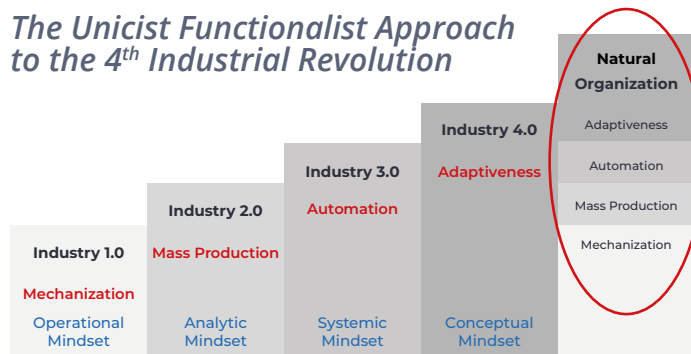 The Unicist Functionalist Approach
to the 4th Industrial Revolution
Industry 1.0
Mechanization
Operational
Mindset
Industry 2.0
Mass Production
Analytic
Mindset
Industry 3.0
Automation
Systemic
Mindset
Industry 4.0
Adaptiveness
Conceptual
Mindset
Natural
Organization
Adaptiveness
Automation
Mass Production
Mechanization